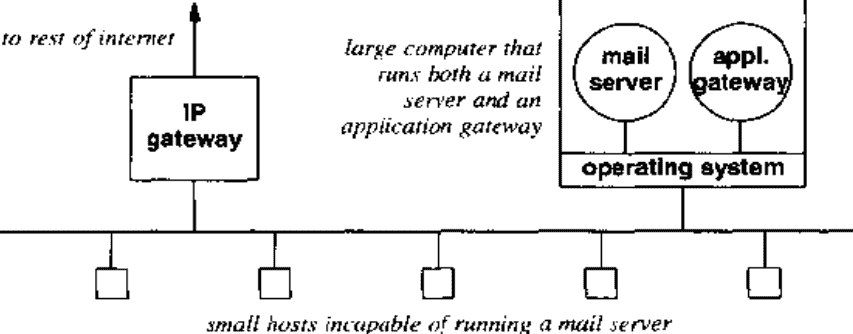 to rest of internet
IP
gateway
large computer that
runs both a mail
server and an
application gateway
mail
server
appl.
gateway
operating system
small hosts incapable of running a mail server